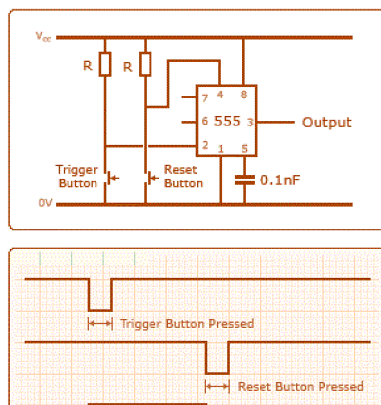 Vcc
R R
4 8
7
6 555 3 Output
2
1 5
Trigger Button
Reset Button
0.1nF
0V
Trigger Button Pressed
Reset Button Pressed